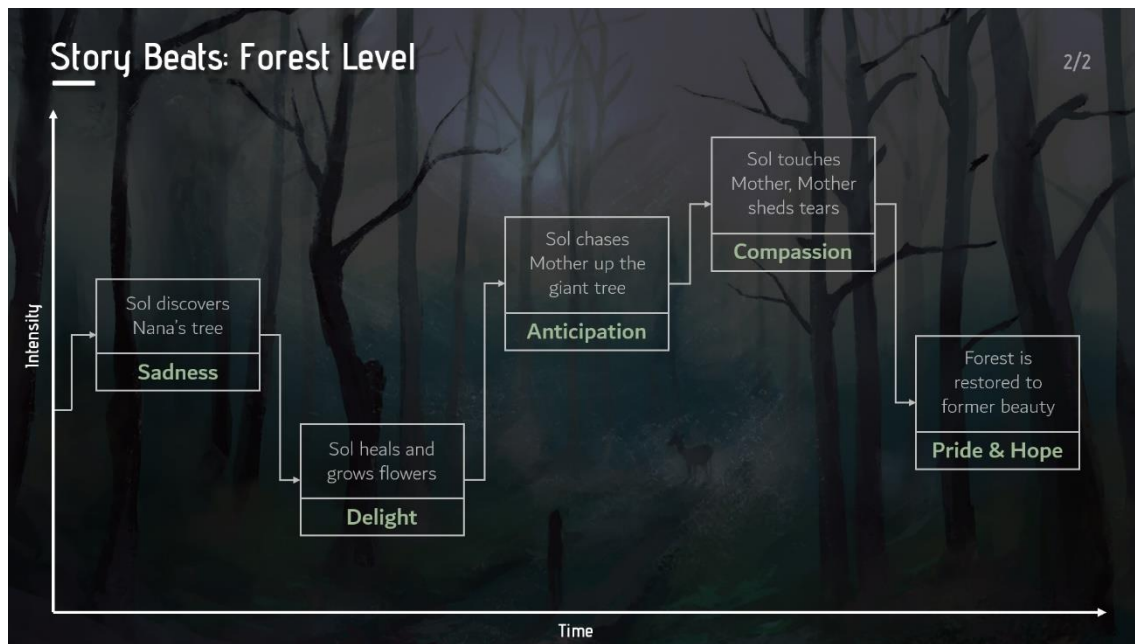 Story Beats: Forest Level
2/2
Intensity
Sol discovers
Nana's tree
Sadness
Sol heals and
grows flowers
Delight
Sol chases
Mother up the
giant tree
Anticipation
Sol touches
Mother, Mother
sheds tears
Compassion
Forest is
restored to
former beauty
Pride & Hope
Time